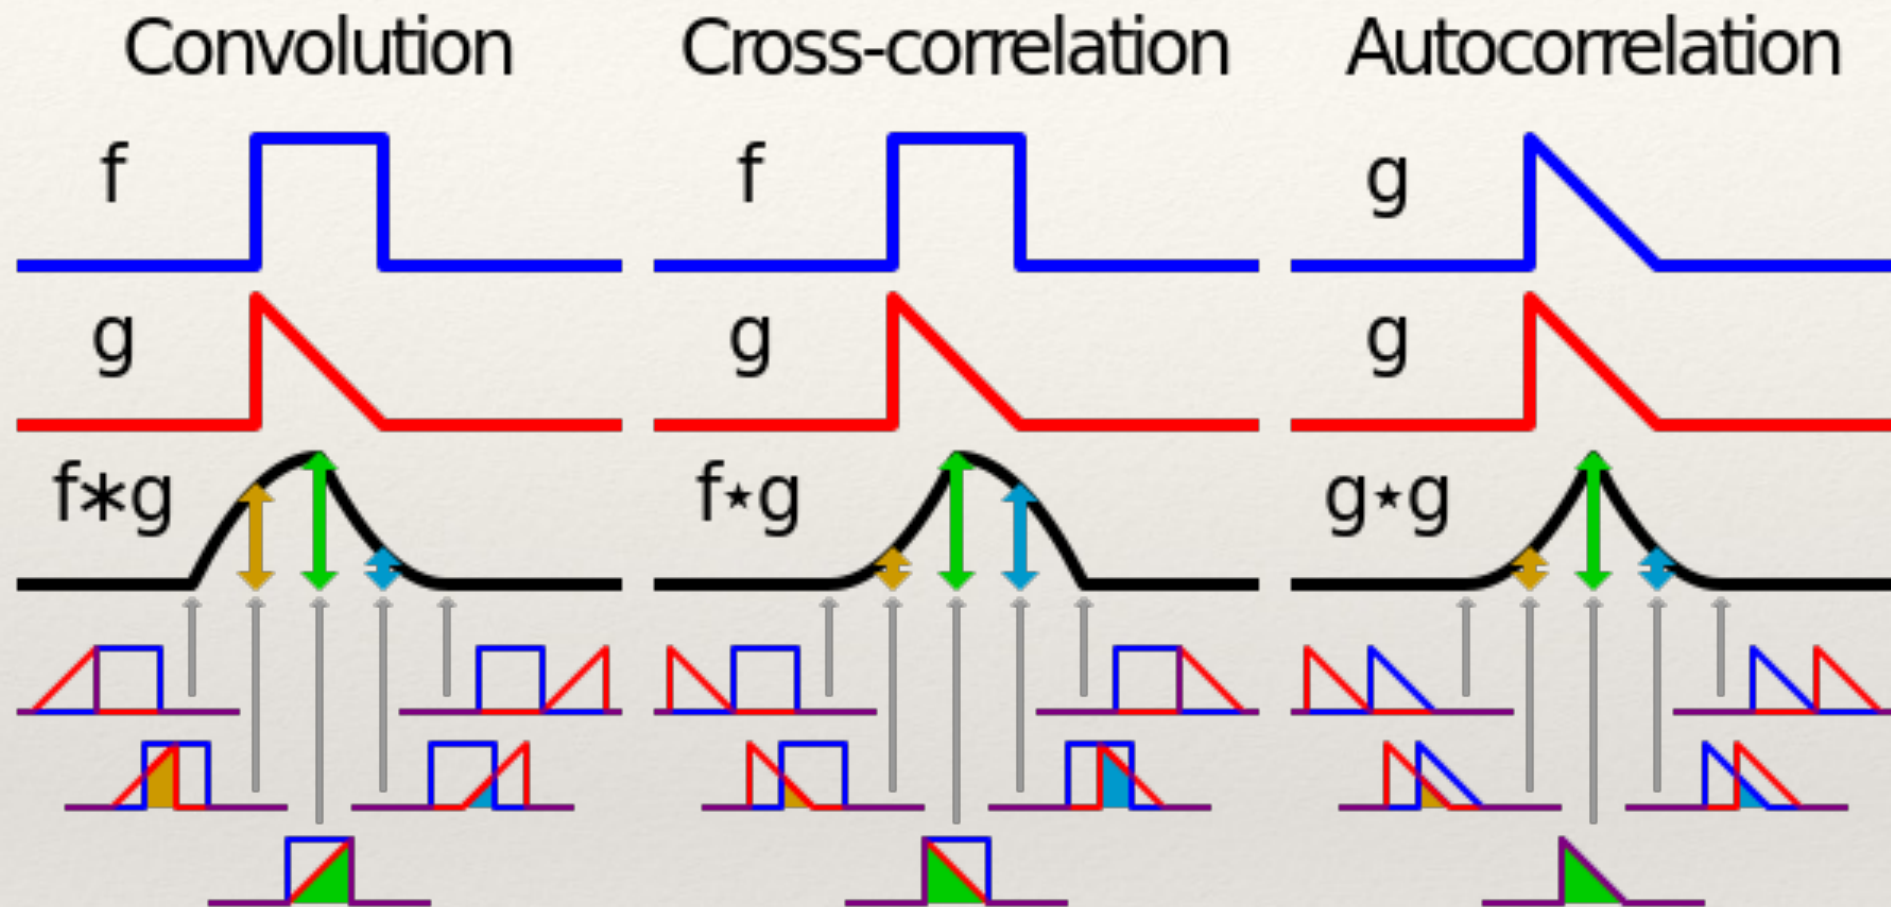 Convolution
Cross-correlation
Autocorrelation
f
f
g
g
g
g
f∗g
f⋆g
g⋆g